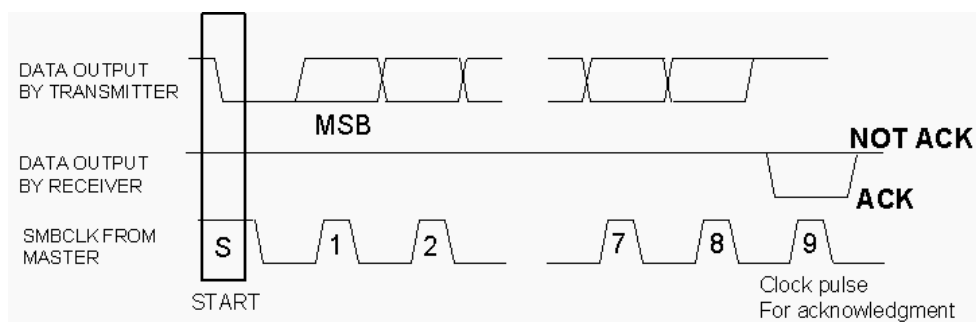 DATA OUTPUT
BY TRANSMITTER
MSB
NOT ACK
DATA OUTPUT
BY RECEIVER
ACK
SMBCLK FROM
MASTER
S
1
2
7
8
9
START
Clock pulse
For acknowledgment